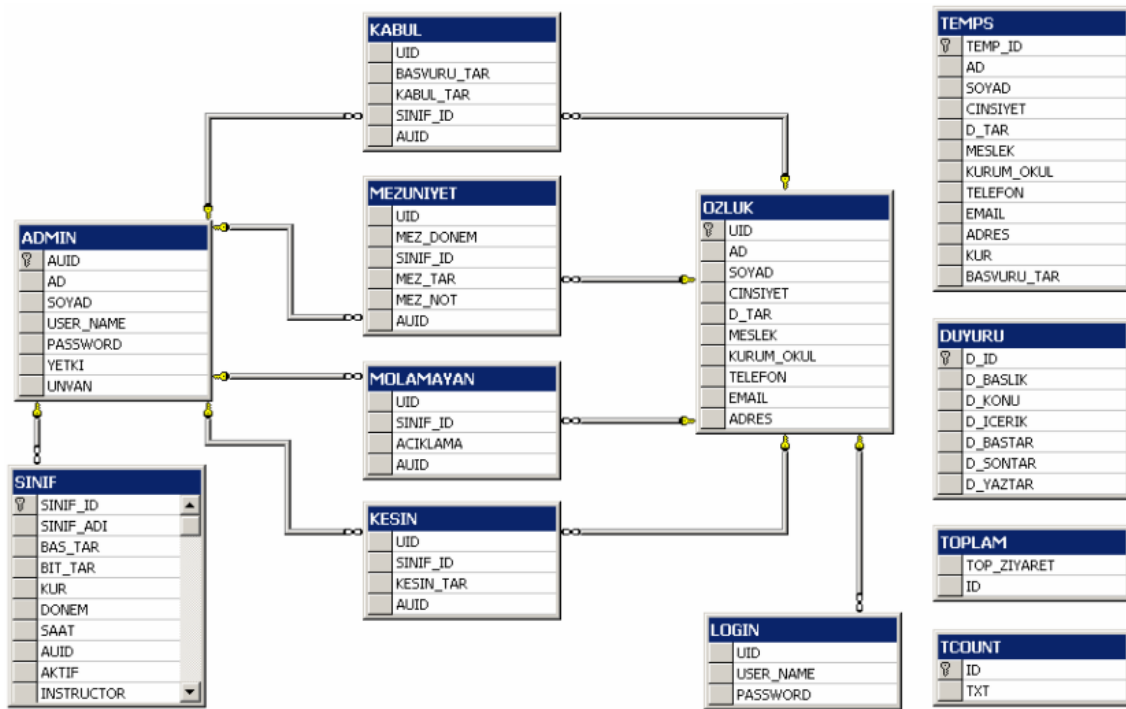 KABUL
UID
BASVURU_TAR
KABUL_TAR
SINIF_ID
AUID
MEZUNIYET
UID
MEZ_DONEM
SINIF_ID
MEZ_TAR
MEZ_NOT
AUID
ADMIN
AUID
AD
SOYAD
USER_NAME
PASSWORD
YETKI
UNVAN
MOLAMAYAN
UID
SINIF_ID
ACIKLAMA
AUID
SINIF
SINIF_ID
SINIF_ADI
BAS_TAR
BIT_TAR
KUR
DONEM
SAAT
AUID
AKTIF
INSTRUCTOR
KESIN
UID
SINIF_ID
KESIN_TAR
AUID
OZLUK
UID
AD
SOYAD
CINSIYET
D_TAR
MESLEK
KURUM_OKUL
TELEFON
EMAIL
ADRES
LOGIN
UID
USER_NAME
PASSWORD
TEMPS
TEMP_ID
AD
SOYAD
CINSIYET
D_TAR
MESLEK
KURUM_OKUL
TELEFON
EMAIL
ADRES
KUR
BASVURU_TAR
DUYURU
D_ID
D_BASLIK
D_KONU
D_ICERIK
D_BASTAR
D_SONTAR
D_YAZTAR
TOPLAM
TOP_ZIYARET
ID
TCOUNT
ID
TXT